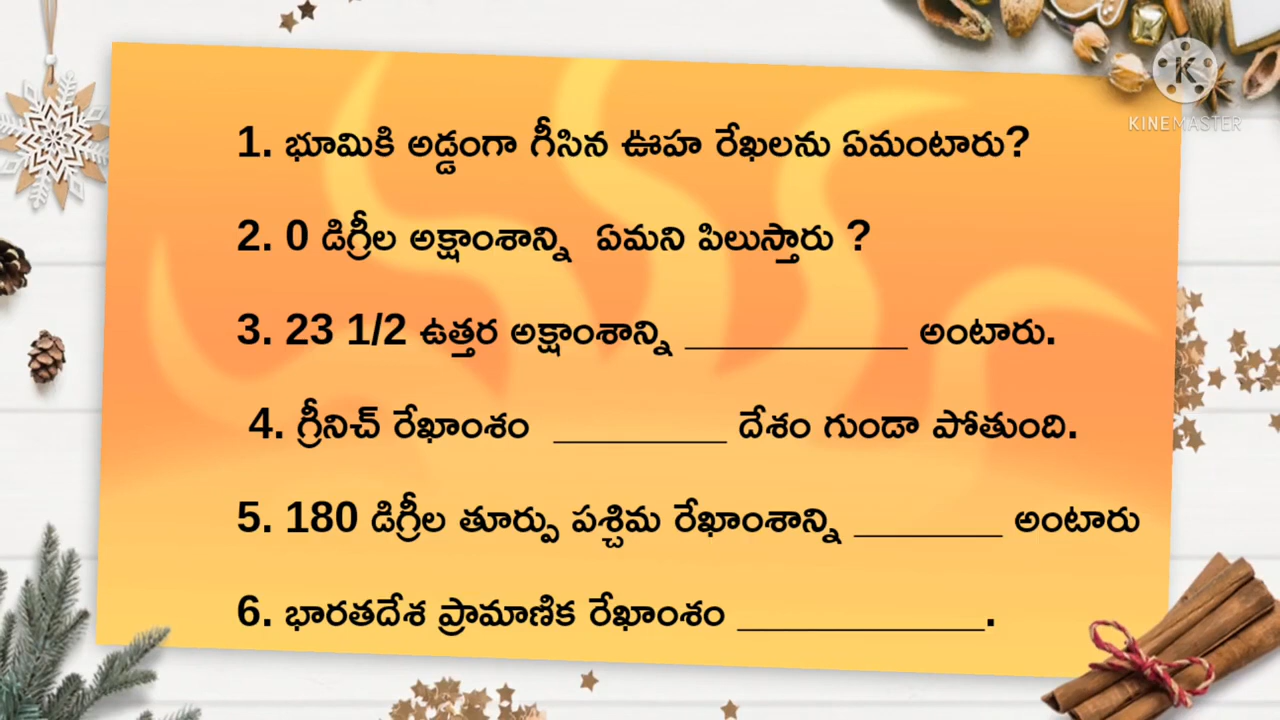 KINEMASTER
1. భూమికి అడ్డంగా గీసిన ఊహ రేఖలను ఏమంటారు?
2. 0 డిగ్రీల అక్షాంశాన్ని ఏమని పిలుస్తారు ?
3. 23 1/2 ఉత్తర అక్షాంశాన్ని ___________ అంటారు.
4. గ్రీనిచ్ రేఖాంశం ________ దేశం గుండా పోతుంది.
5. 180 డిగ్రీల తూర్పు పశ్చిమ రేఖాంశాన్ని _______ అంటారు
6. భారతదేశ ప్రామాణిక రేఖాంశం ____________.